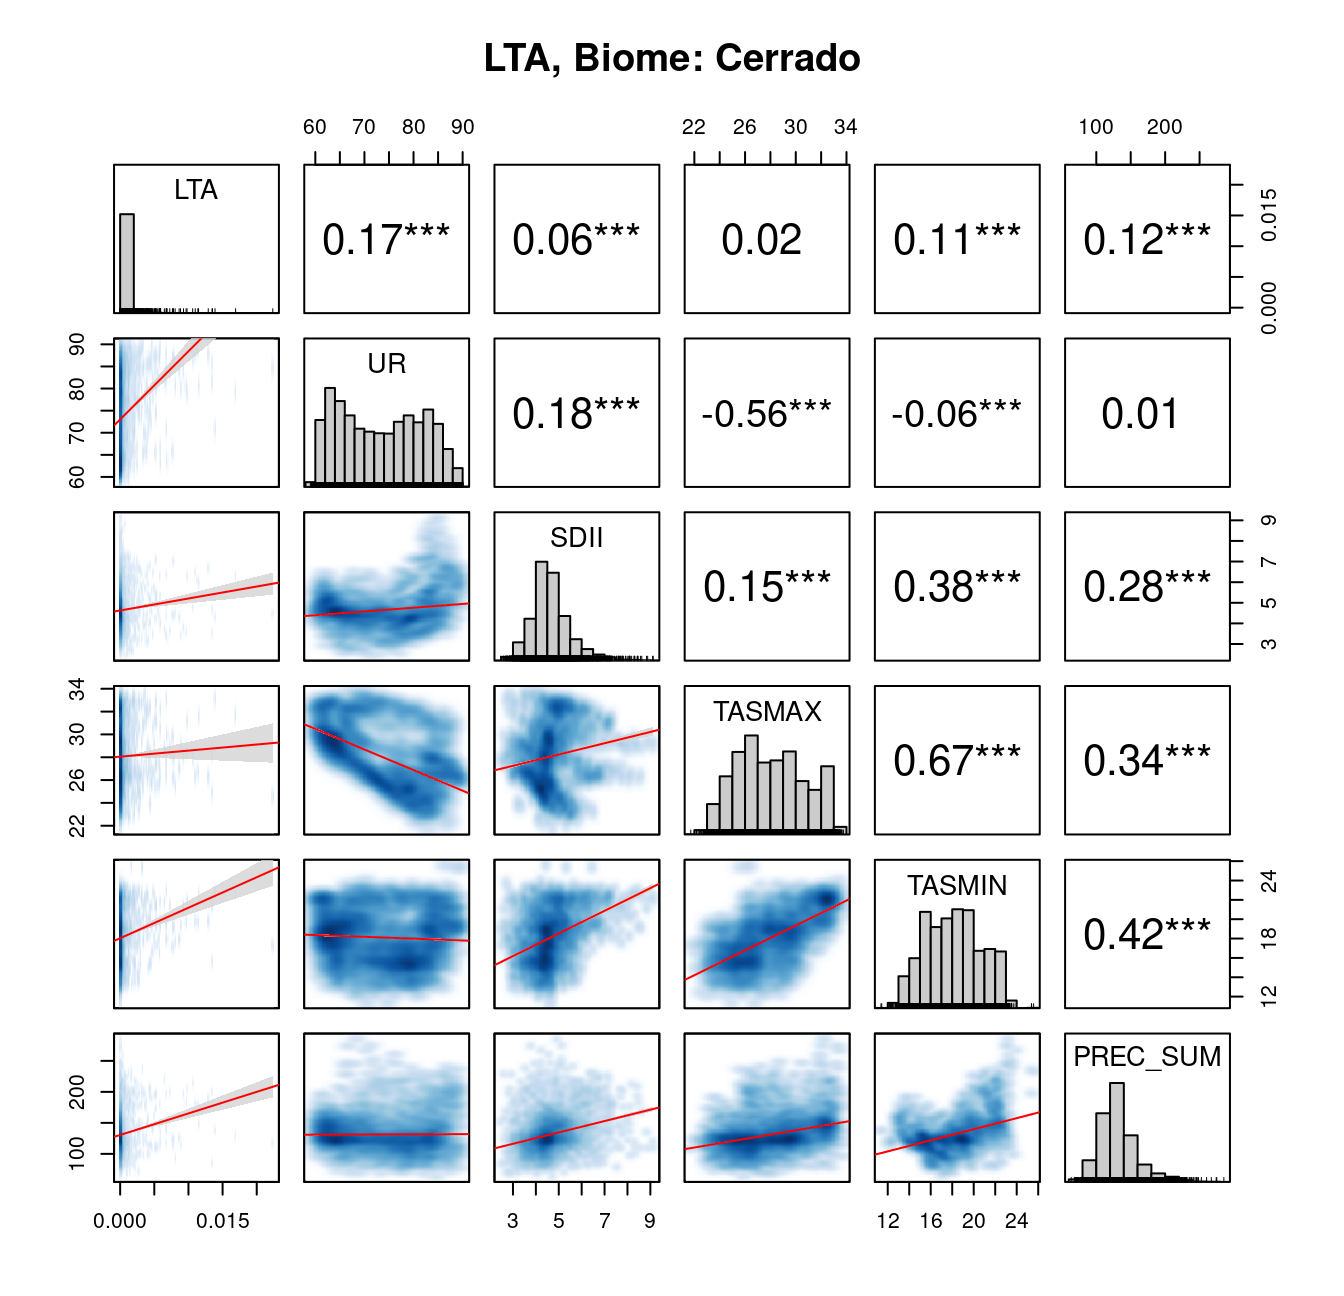 LTA, Biome: Cerrado
60 70 80 90 22 26 30 34 100 200
LTA 0.17*** 0.06*** 0.02 0.11*** 0.12*** 0.000 0.015
60 70 80 90 UR 0.18*** -0.56*** -0.06*** 0.01
SDII 0.15*** 0.38*** 0.28*** 3 5 7 9
22 26 30 34 TASMAX 0.67*** 0.34***
TASMIN 0.42*** 12 18 24
100 200 PREC_SUM
0.000 0.015 3 5 7 9 12 16 20 24